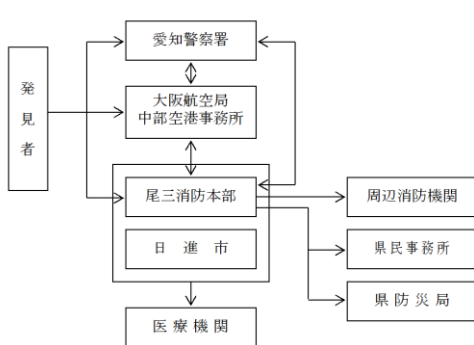 発見者
愛知警察署
大阪航空局
中部空港事務所
尾三消防本部
日進市
医療機関
周辺消防機関
県民事務所
県防災局